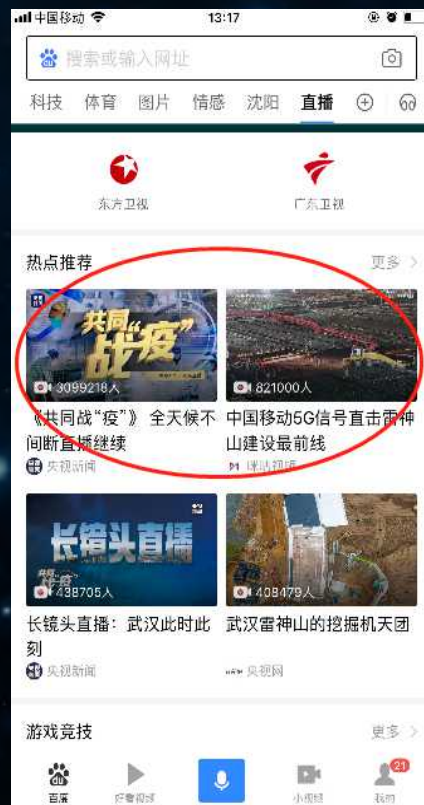 中国移动 13:17
搜索或输入网址
科技 体育 图片 情感 沈阳 直播
东方卫视 广东卫视
热点推荐 更多
共同
战“疫”
3099218人 821000人
《共同战“疫”》全天候不
间断直播继续
央视新闻
中国移动5G信号直击雷神
山建设最前线
咪咕视频
长镜头直播
战疫
438705人 408479人
长镜头直播：武汉此时此
刻
央视新闻
武汉雷神山的挖掘机天团
央视网
游戏竞技 更多
21
百度 好看视频 小视频 我的